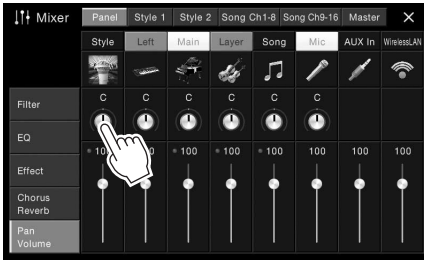 Mixer Panel Style 1 Style 2 Song Ch1-8 Song Ch9-16 Master
Style Left Main Layer Song Mic AUX In WirelessLAN
Filter
EQ
Effect
Chorus
Reverb
Pan
Volume
C C C C C C
100 100 100 100 100 100 100